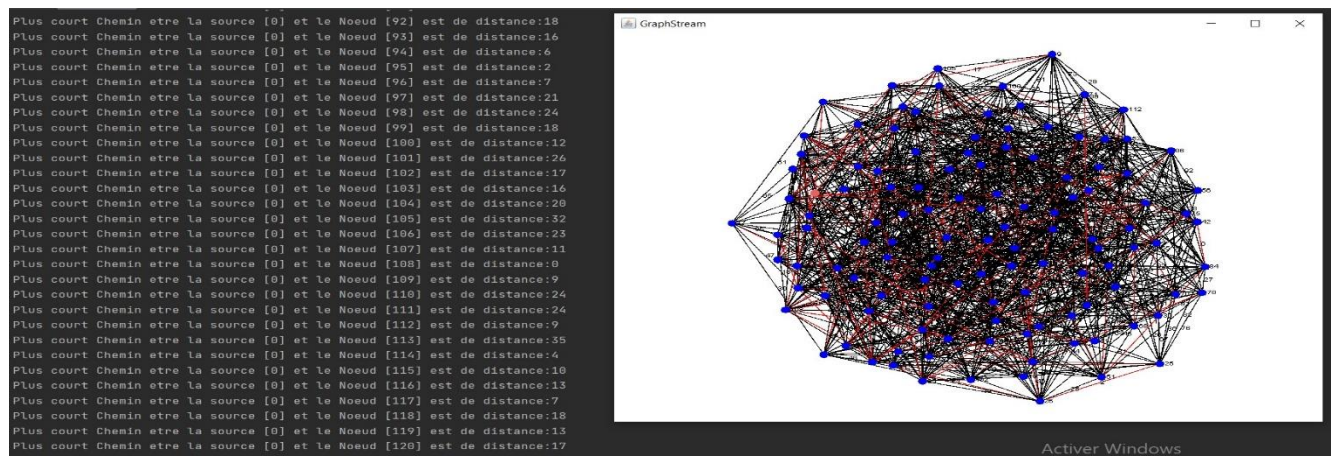 Plus court Chemin etre la source [0] et le Noeud [92] est de distance:18
Plus court Chemin etre la source [0] et le Noeud [93] est de distance:16
Plus court Chemin etre la source [0] et le Noeud [94] est de distance:6
Plus court Chemin etre la source [0] et le Noeud [95] est de distance:2
Plus court Chemin etre la source [0] et le Noeud [96] est de distance:7
Plus court Chemin etre la source [0] et le Noeud [97] est de distance:21
Plus court Chemin etre la source [0] et le Noeud [98] est de distance:24
Plus court Chemin etre la source [0] et le Noeud [99] est de distance:18
Plus court Chemin etre la source [0] et le Noeud [100] est de distance:12
Plus court Chemin etre la source [0] et le Noeud [101] est de distance:26
Plus court Chemin etre la source [0] et le Noeud [102] est de distance:17
Plus court Chemin etre la source [0] et le Noeud [103] est de distance:16
Plus court Chemin etre la source [0] et le Noeud [104] est de distance:20
Plus court Chemin etre la source [0] et le Noeud [105] est de distance:32
Plus court Chemin etre la source [0] et le Noeud [106] est de distance:23
Plus court Chemin etre la source [0] et le Noeud [107] est de distance:11
Plus court Chemin etre la source [0] et le Noeud [108] est de distance:0
Plus court Chemin etre la source [0] et le Noeud [109] est de distance:9
Plus court Chemin etre la source [0] et le Noeud [110] est de distance:24
Plus court Chemin etre la source [0] et le Noeud [111] est de distance:24
Plus court Chemin etre la source [0] et le Noeud [112] est de distance:9
Plus court Chemin etre la source [0] et le Noeud [113] est de distance:35
Plus court Chemin etre la source [0] et le Noeud [114] est de distance:4
Plus court Chemin etre la source [0] et le Noeud [115] est de distance:10
Plus court Chemin etre la source [0] et le Noeud [116] est de distance:13
Plus court Chemin etre la source [0] et le Noeud [117] est de distance:7
Plus court Chemin etre la source [0] et le Noeud [118] est de distance:18
Plus court Chemin etre la source [0] et le Noeud [119] est de distance:13
Plus court Chemin etre la source [0] et le Noeud [120] est de distance:17
GraphStream
112
Activer Windows